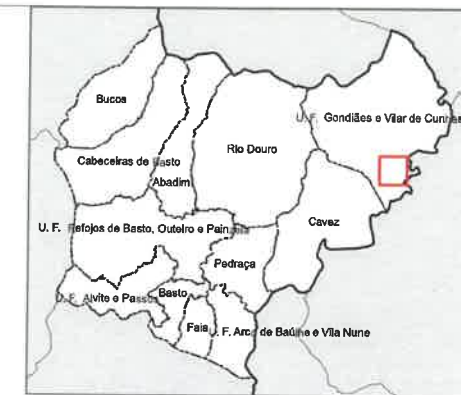 Bucos
U. F. Gondiães e Vilar de Cunhas
Cabeceiras de Basto
Rio Douro
Abadim
Cavez
U. F. Refojos de Basto, Outeiro e Painzela
Pedraça
U. F. Alvite e Passos
Basto
Faia
U. F. Arco de Baúlhe e Vila Nune